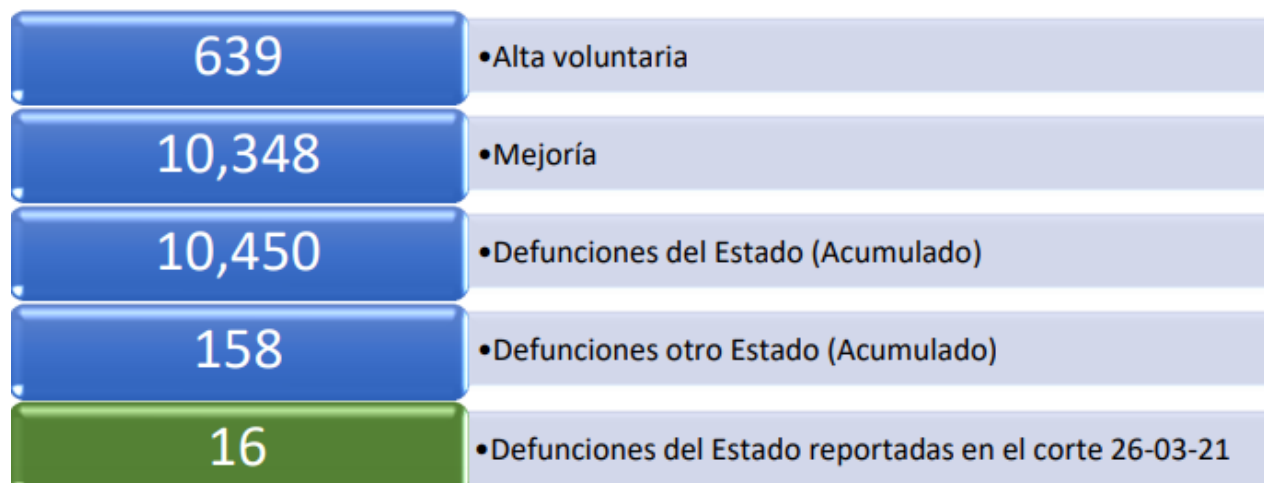 639
•Alta voluntaria
10,348
•Mejoría
10,450
•Defunciones del Estado (Acumulado)
158
•Defunciones otro Estado (Acumulado)
16
•Defunciones del Estado reportadas en el corte 26-03-21